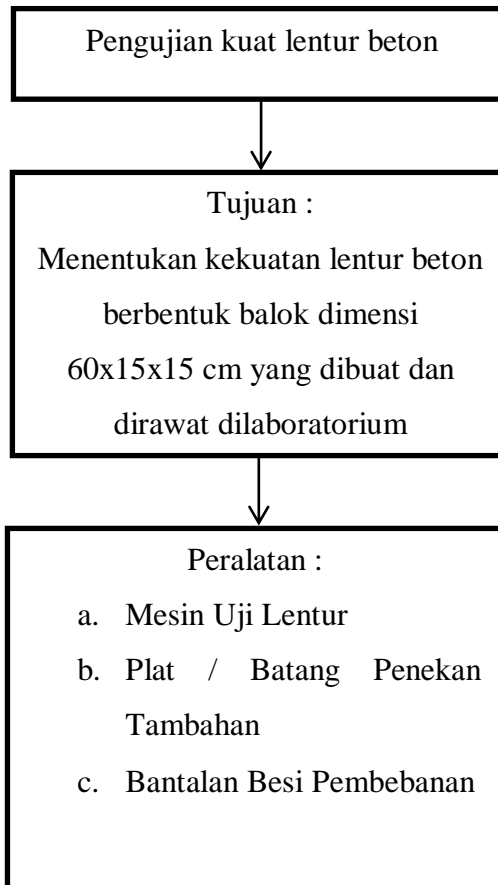 Pengujian kuat lentur beton
Tujuan :
Menentukan kekuatan lentur beton
berbentuk balok dimensi
60x15x15 cm yang dibuat dan
dirawat dilaboratorium
Peralatan :
a. Mesin Uji Lentur
b. Plat / Batang Penekan
Tambahan
c. Bantalan Besi Pembebanan